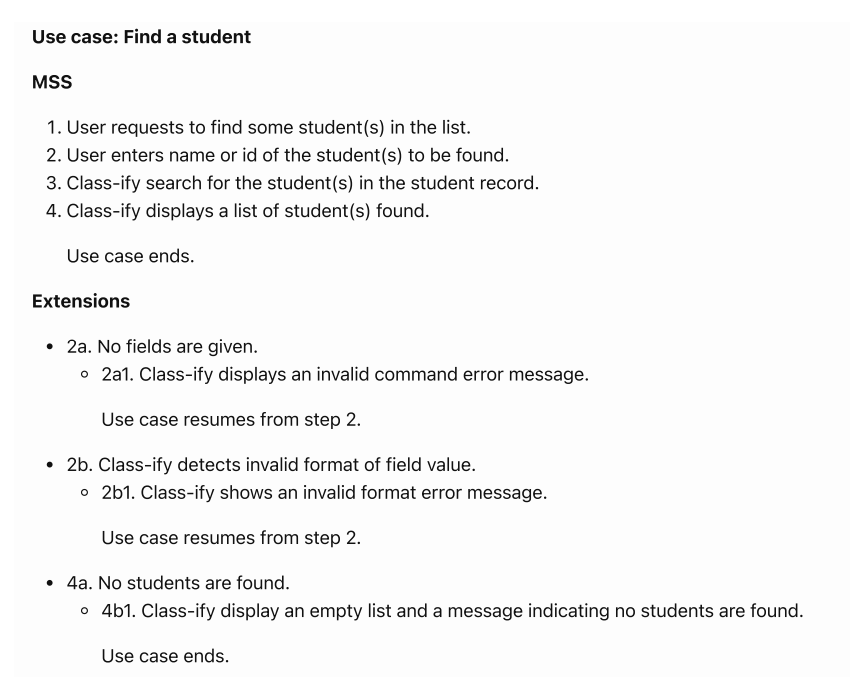 Use case: Find a student
MSS
1. User requests to find some student(s) in the list.
2. User enters name or id of the student(s) to be found.
3. Class-ify search for the student(s) in the student record.
4. Class-ify displays a list of student(s) found.
Use case ends.
Extensions
• 2a. No fields are given.
○ 2a1. Class-ify displays an invalid command error message.
Use case resumes from step 2.
• 2b. Class-ify detects invalid format of field value.
○ 2b1. Class-ify shows an invalid format error message.
Use case resumes from step 2.
• 4a. No students are found.
○ 4b1. Class-ify display an empty list and a message indicating no students are found.
Use case ends.